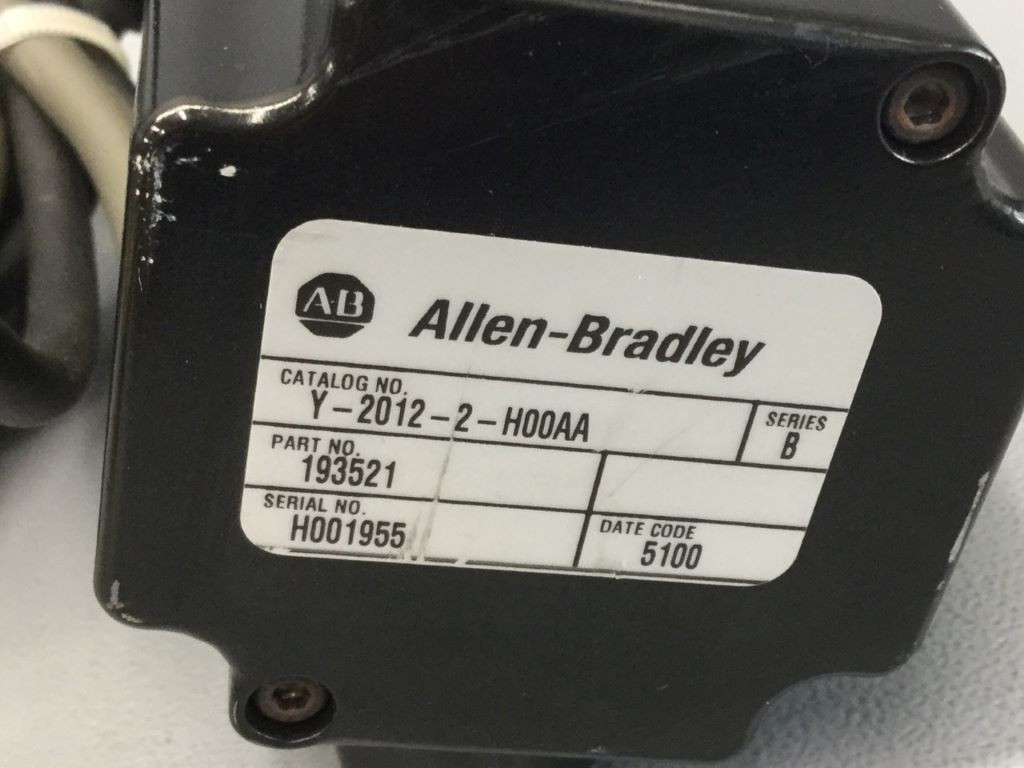 AB
Allen-Bradley
CATALOG NO.
Y-2012-2-H00AA
SERIES
B
PART NO.
193521
SERIAL NO.
H001955
DATE CODE
5100